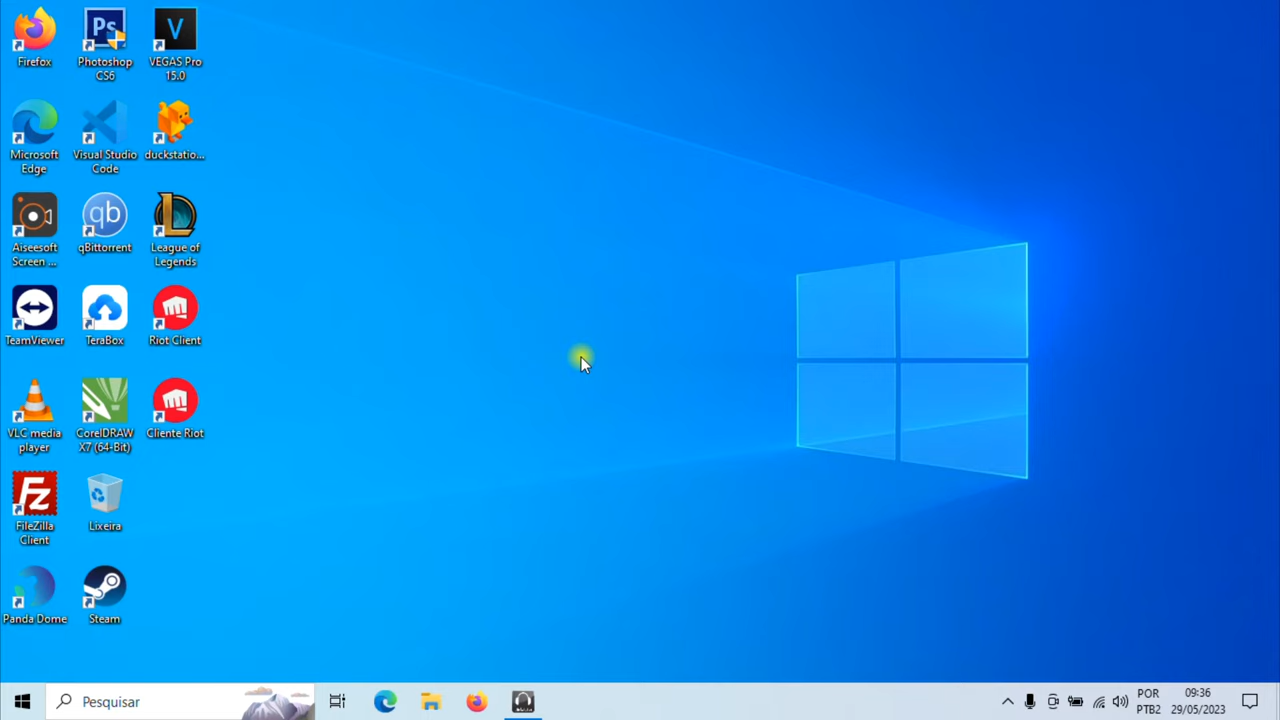 Firefox
Photoshop
CS6
VEGAS Pro
15.0
Microsoft
Edge
Visual Studio
Code
duckstatio...
Aiseesoft
Screen ...
qBittorrent
League of
Legends
TeamViewer
TeraBox
Riot Client
VLC media
player
CorelDRAW
X7 (64-Bit)
Cliente Riot
FileZilla
Client
Lixeira
Panda Dome
Steam
Pesquisar
POR
PTB2
09:36
29/05/2023